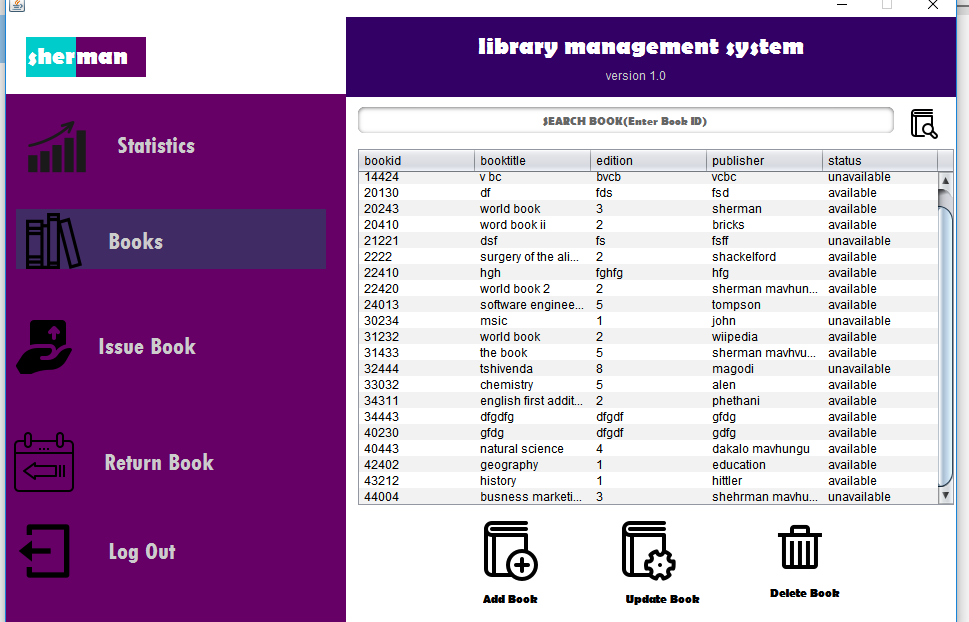 sherman
library management system
version 1.0
Statistics
Books
Issue Book
Return Book
Log Out
SEARCH BOOK(Enter Book ID)
bookid booktitle edition publisher status
14424 v bc bvcb vcbc unavailable
20130 df fds fsd available
20243 world book 3 sherman available
20410 word book ii 2 bricks available
21221 dsf fs fsff unavailable
2222 surgery of the ali... 2 shackelford available
22410 hgh fghfg hfg available
22420 world book 2 2 sherman mavhun... available
24013 software enginee... 5 tompson available
30234 msic 1 john unavailable
31232 world book 2 wiipedia available
31433 the book 5 sherman mavhvu... available
32444 tshivenda 8 magodi unavailable
33032 chemistry 5 alen available
34311 english first addit... 2 phethani available
34443 dfgdfg dfgdf gfdg available
40230 gfdg dfgdf gdfg available
40443 natural science 4 dakalo mavhungu available
42402 geography 1 education available
43212 history 1 hittler available
44004 busness marketi... 3 shehrman mavhu... unavailable
Add Book
Update Book
Delete Book